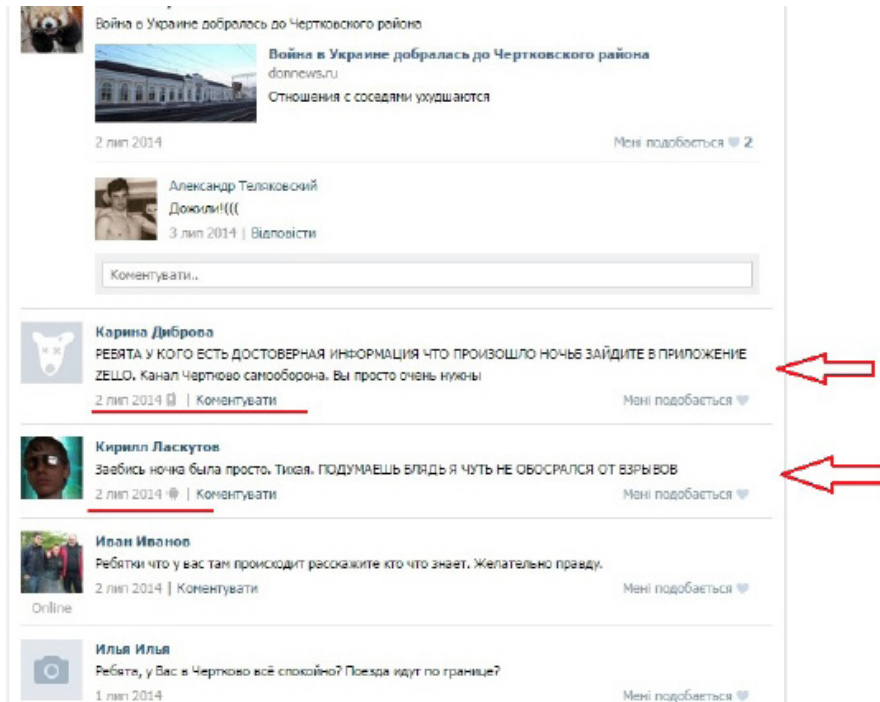 Война в Украине добралась до Чертковского района
Война в Украине добралась до Чертковского района
donnews.ru
Отношения с соседями ухудшаются
2 лип 2014 Мені подобається 2
Александр Теляковский
Дожили!(((
3 лип 2014 | Відповісти
Коментувати..
Карина Диброва
РЕБЯТА У КОГО ЕСТЬ ДОСТОВЕРНАЯ ИНФОРМАЦИЯ ЧТО ПРОИЗОШЛО НОЧЬ6 ЗАЙДИТЕ В ПРИЛОЖЕНИЕ
ZELLO. Канал Чертково самооборона. Вы просто очень нужны
2 лип 2014 | Коментувати Мені подобається
Кирилл Ласкутов
Заебись ночка была просто. Тихая. ПОДУМАЕШЬ БЛЯДЬ Я ЧУТЬ НЕ ОБОСРАЛСЯ ОТ ВЗРЫВОВ
2 лип 2014 | Коментувати Мені подобається
Иван Иванов
Ребятки что у вас там происходит расскажите кто что знает. Желательно правду.
2 лип 2014 | Коментувати Мені подобається
Online
Илья Илья
Ребята, у Вас в Чертково всё спокойно? Поезда идут по границе?
1 лип 2014 Мені подобається